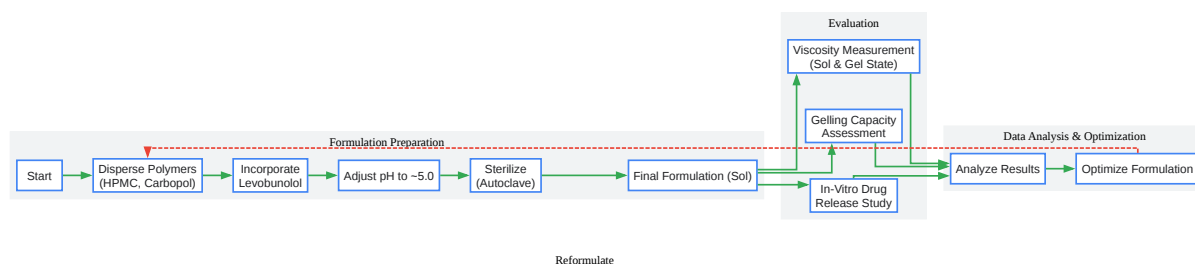 Evaluation
Viscosity Measurement
(Sol & Gel State)
Gelling Capacity
Assessment
Formulation Preparation
Data Analysis & Optimization
Start
Disperse Polymers
(HPMC, Carbopol)
Incorporate
Levobunolol
Adjust pH to ~5.0
Sterilize
(Autoclave)
Final Formulation (Sol)
In-Vitro Drug
Release Study
Analyze Results
Optimize Formulation
Reformulate